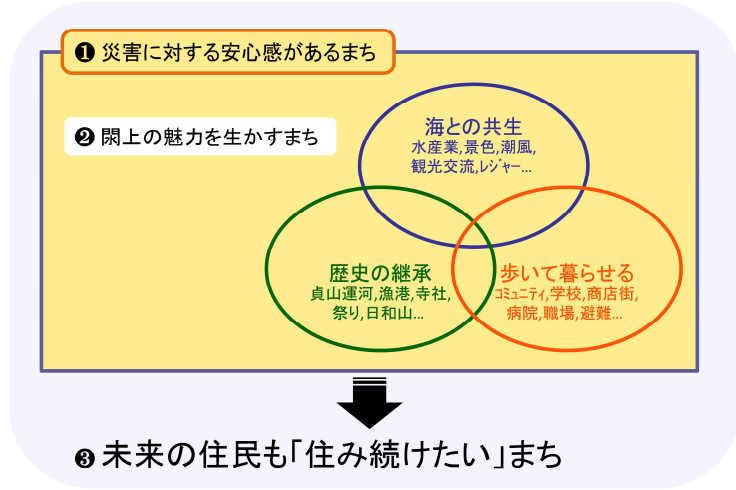 ❶ 災害に対する安心感があるまち
❷ 閖上の魅力を生かすまち
海との共生
水産業,景色,潮風,
観光交流,ﾚｼﾞｬｰ…
歴史の継承
貞山運河,漁港,寺社,
祭り,日和山…
歩いて暮らせる
ｺﾐｭﾆﾃｨ,学校,商店街,
病院,職場,避難…
❸ 未来の住民も｢住み続けたい｣まち